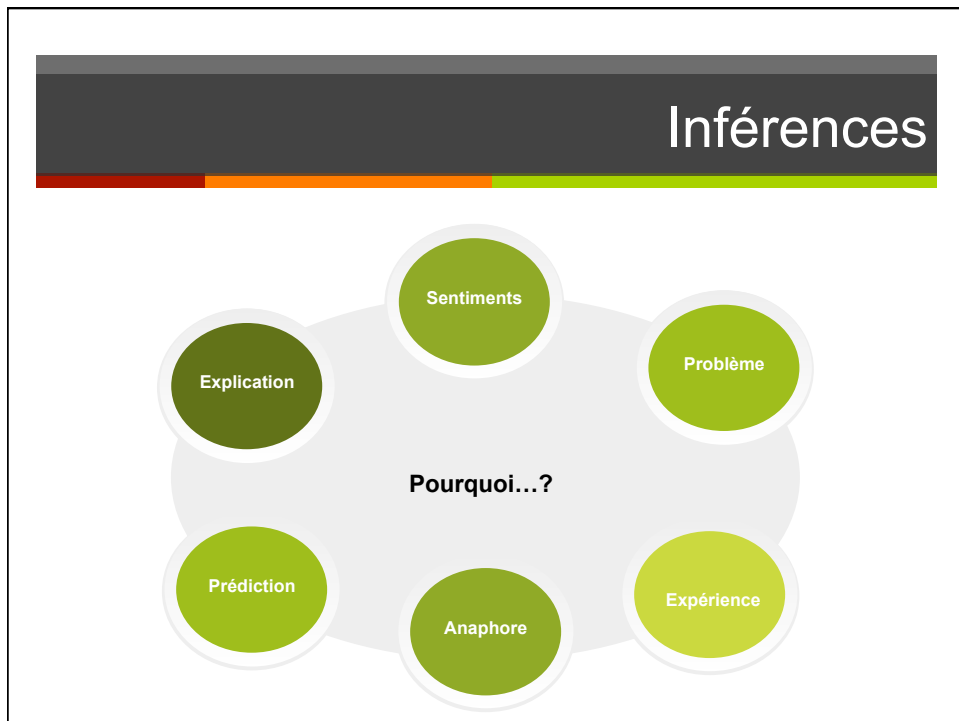 Inférences
Sentiments
Problème
Explication
Pourquoi…?
Prédiction
Expérience
Anaphore